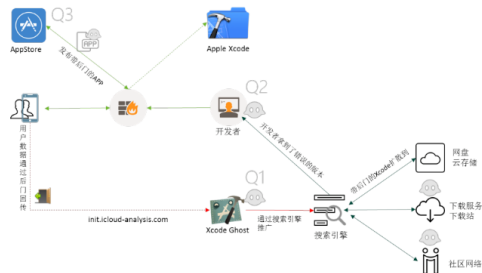 Q3
AppStore
APP
发布带后门的APP
Apple Xcode
Q2
开发者
开发者拿到了错误的版本
用户数据通过后门回传
Q1
init.icloud-analysis.com
Xcode Ghost
通过搜索引擎
推广
搜索引擎
带后门的Xcode扩散到
网盘
云存储
下载服务
下载站
社区网络